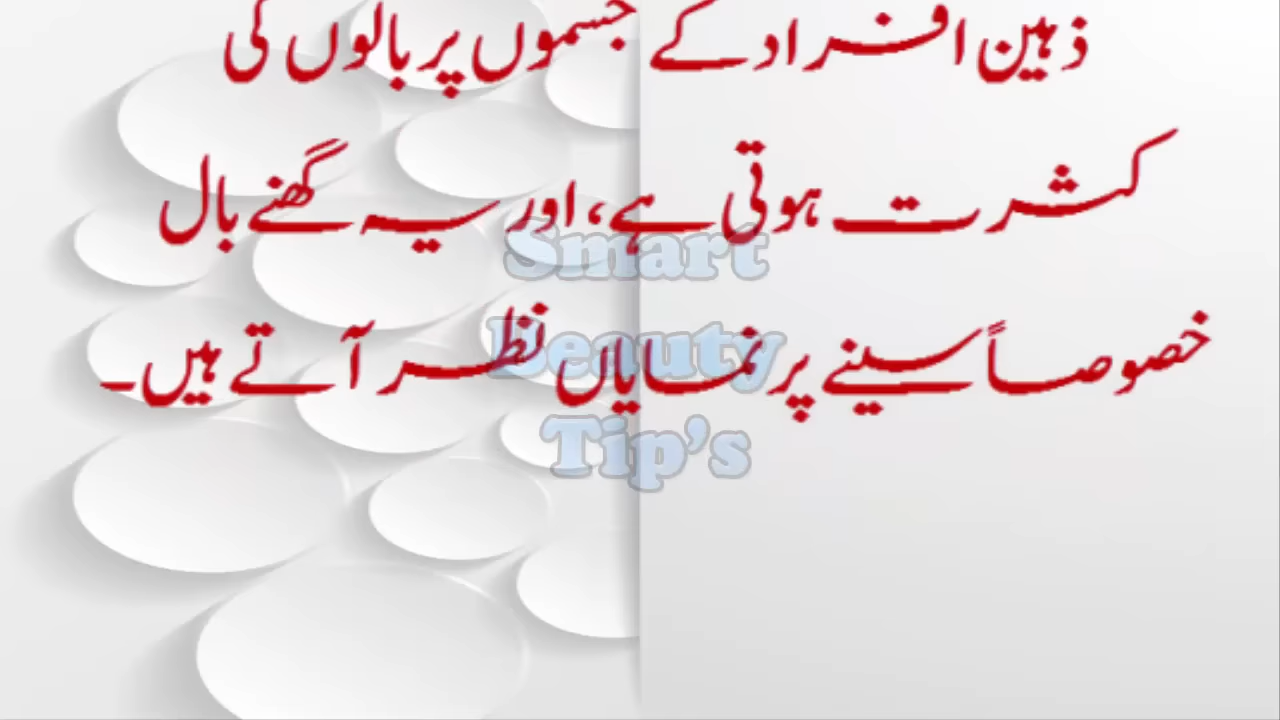 ذہین افراد کے جسموں پر بالوں کی
کثرت ہوتی ہے، اور یہ گھنے بال
خصوصاً سینے پر نمایاں نظر آتے ہیں۔
Smart
Beauty
Tip's